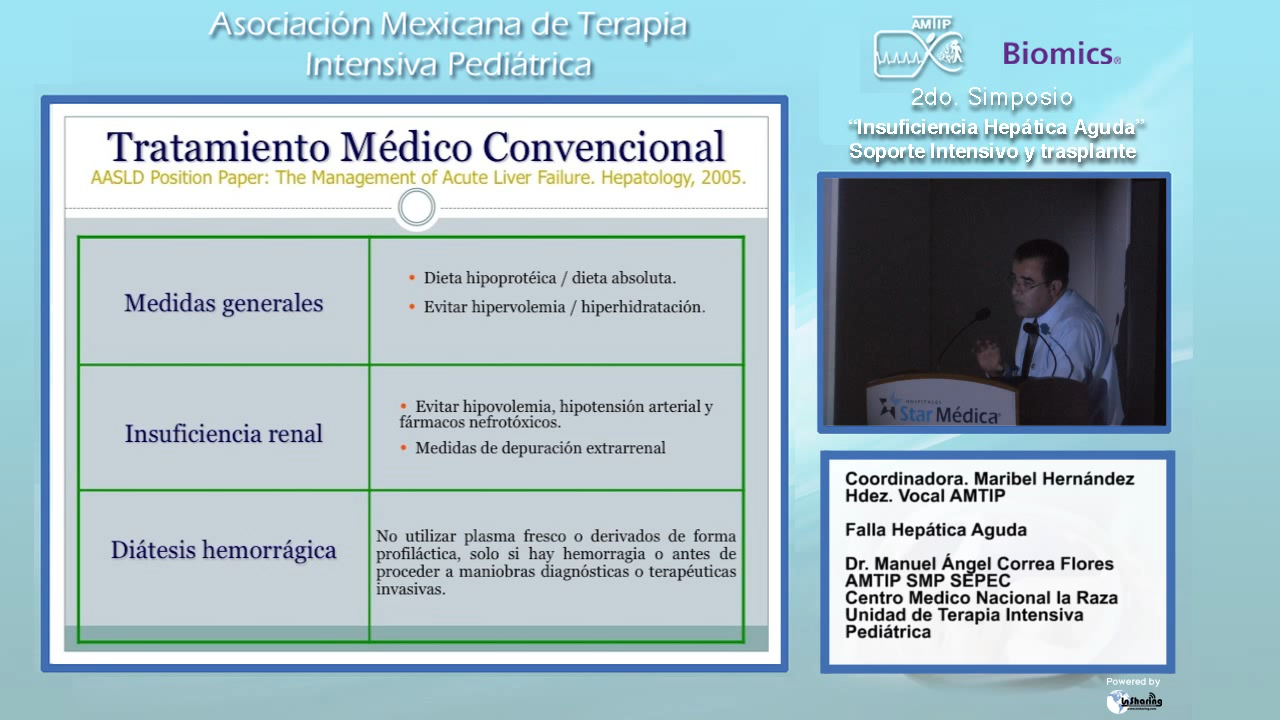 Asociación Mexicana de Terapia
Intensiva Pediátrica
AMTIP
Biomics®
2do. Simposio
“Insuficiencia Hepática Aguda”
Soporte Intensivo y trasplante
Tratamiento Médico Convencional
AASLD Position Paper: The Management of Acute Liver Failure. Hepatology, 2005.
Medidas generales
• Dieta hipoprotéica / dieta absoluta.
• Evitar hipervolemia / hiperhidratación.
Insuficiencia renal
• Evitar hipovolemia, hipotensión arterial y
fármacos nefrotóxicos.
• Medidas de depuración extrarrenal
Diátesis hemorrágica
No utilizar plasma fresco o derivados de forma
profiláctica, solo si hay hemorragia o antes de
proceder a maniobras diagnósticas o terapéuticas
invasivas.
HOSPITALES
Star Médica
Coordinadora. Maribel Hernández
Hdez. Vocal AMTIP
Falla Hepática Aguda
Dr. Manuel Ángel Correa Flores
AMTIP SMP SEPEC
Centro Medico Nacional la Raza
Unidad de Terapia Intensiva
Pediátrica
Powered by
InSharing